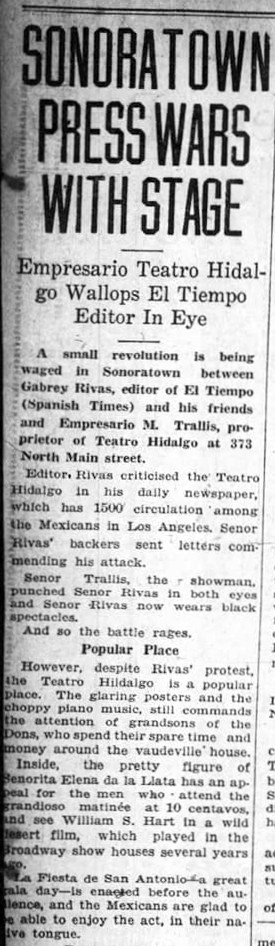 SONORATOWN
PRESS WARS
WITH STAGE
Empresario Teatro Hidal-
go Wallops El Tiempo
Editor In Eye
A small revolution is being
waged in Sonoratown between
Gabrey Rivas, editor of El Tiempo
(Spanish Times) and his friends
and Empresario M. Trallis, pro-
prietor of Teatro Hidalgo at 373
North Main street.
Editor Rivas criticised the Teatro
Hidalgo in his daily newspaper,
which has 1500 circulation among
the Mexicans in Los Angeles. Senor
Rivas' backers sent letters com-
mending his attack.
Senor Trallis, the showman,
punched Senor Rivas in both eyes
and Senor Rivas now wears black
spectacles.
And so the battle rages.
Popular Place
However, despite Rivas' protest,
the Teatro Hiidalgo is a popular
place. The glaring posters and the
choppy piano music, still commands
the attention of grandsons of the
Dons, who spend their spare time and
money around the vaudeville house.
Inside, the pretty figure of
Senorita Elena da la Llata has an ap-
peal for the men who attend the
grandioso matinée at 10 centavos,
and see William S. Hart in a wild
desert film, which played in the
Broadway show houses several years
ago.
La Fiesta de San Antonio—a great
gala day—is enacted before the au-
dience, and the Mexicans are glad to
be able to enjoy the act, in their na-
tive tongue.